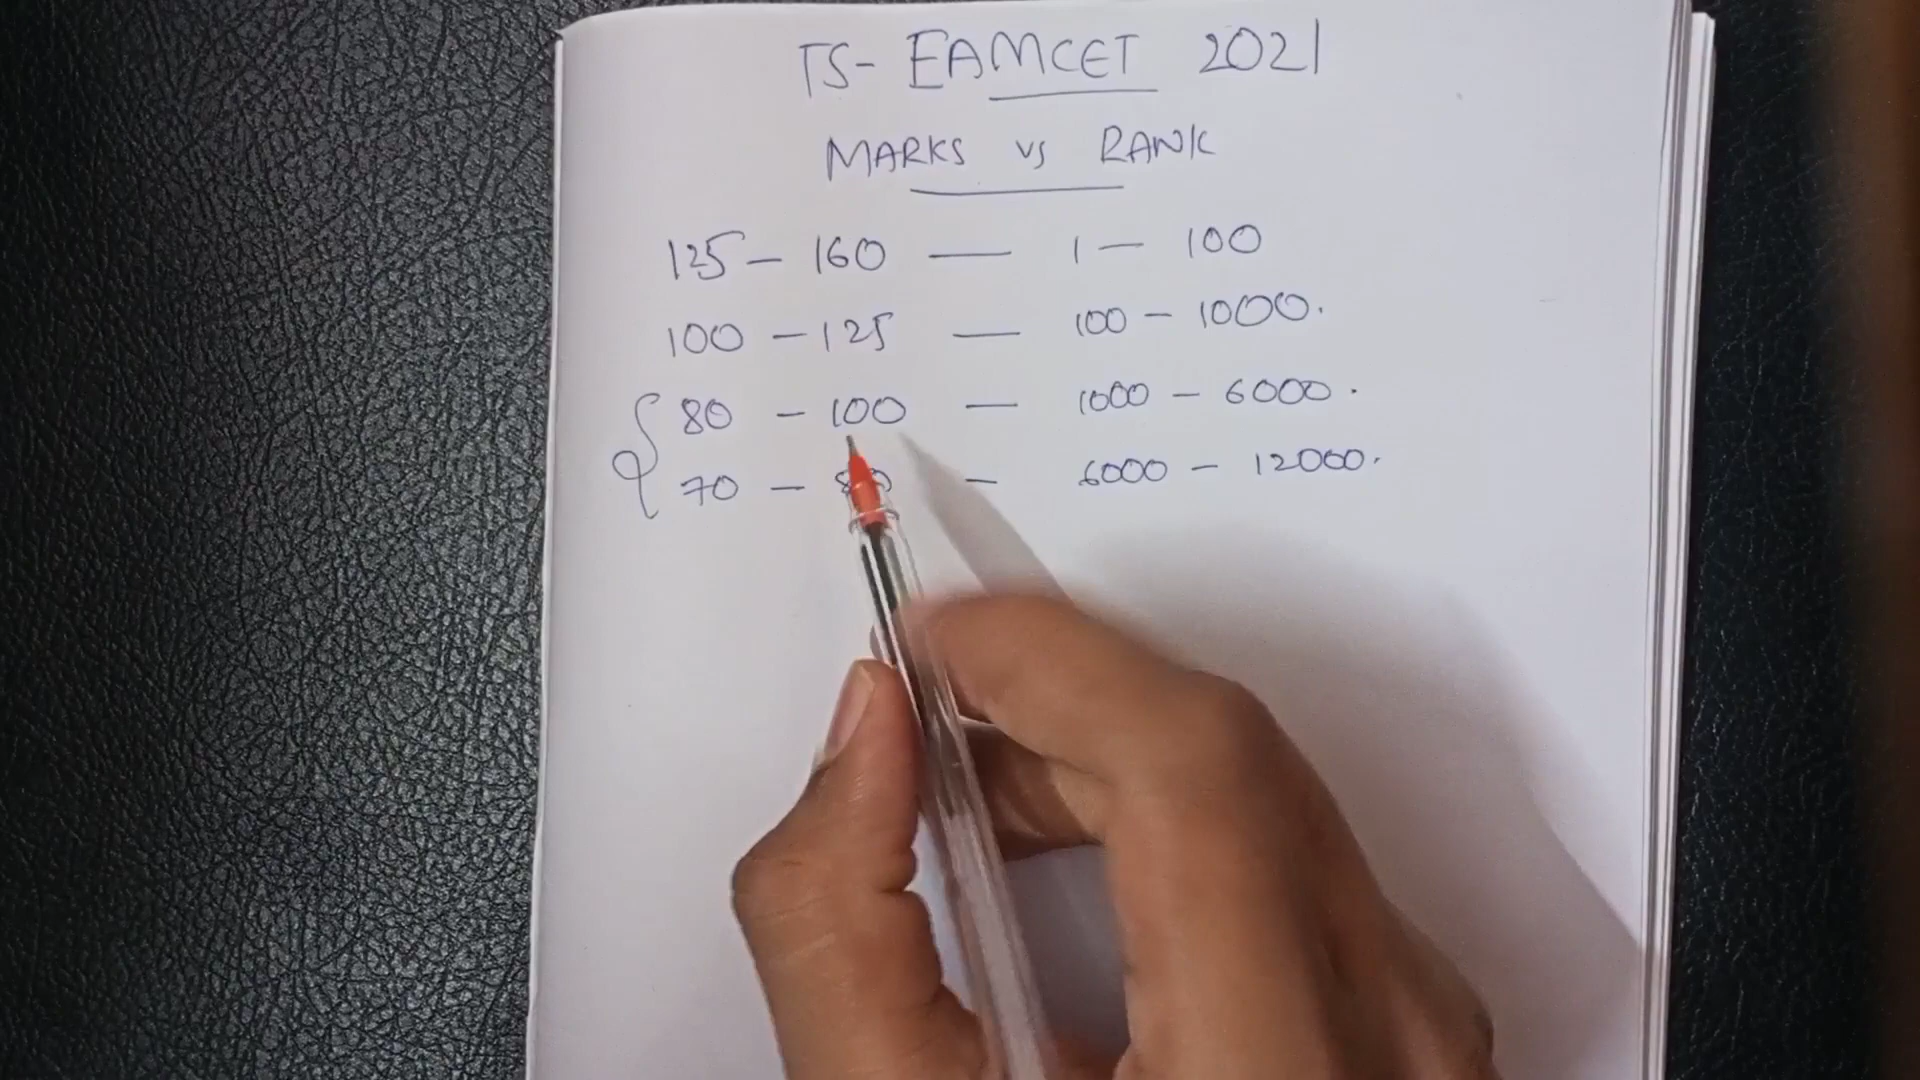 TS- EAMCET 2021
MARKS vs RANK
125 - 160 — 1 — 100
100 - 125 — 100 - 1000.
80 - 100 — 1000 - 6000.
70 - 80 - 6000 - 12000.